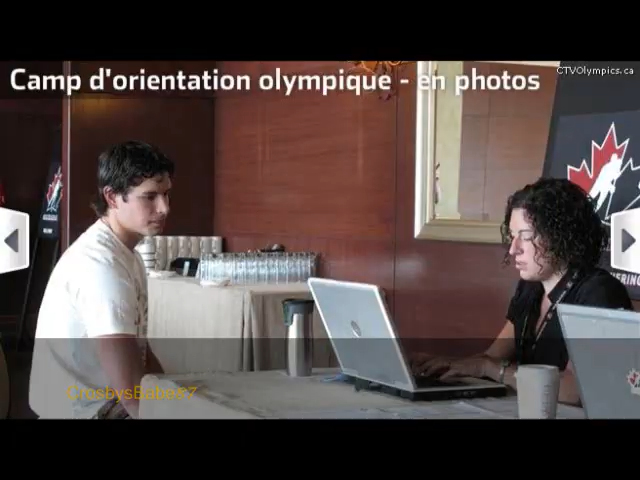 CTVOlympics.ca
Camp d'orientation olympique - en photos
CrosbysBabe87